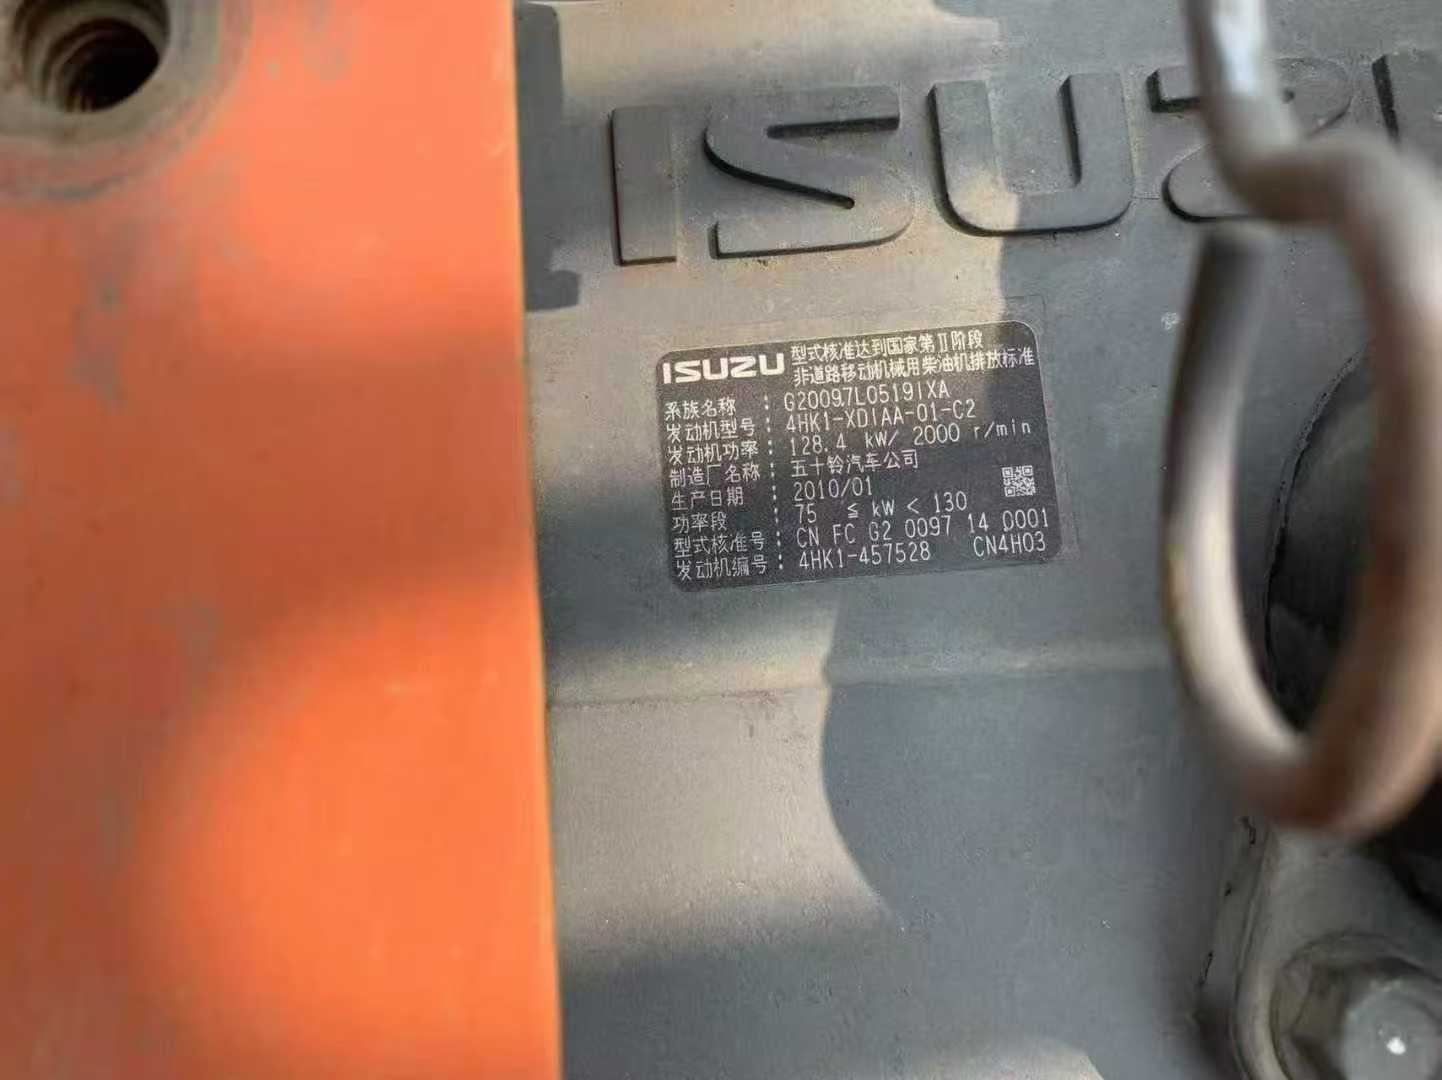 ISUZ
ISUZU 型式核准达到国家第II阶段
非道路移动机械用柴油机排放标准
系族名称 : G20097L0519IXA
发动机型号 : 4HK1-XDIAA-01-C2
发动机功率 : 128.4 kW/ 2000 r/min
制造厂名称 : 五十铃汽车公司
生产日期 : 2010/01
功率段 : 75 ≦ kW < 130
型式核准号 : CN FC G2 0097 14 0001
发动机编号 : 4HK1-457528 CN4H03